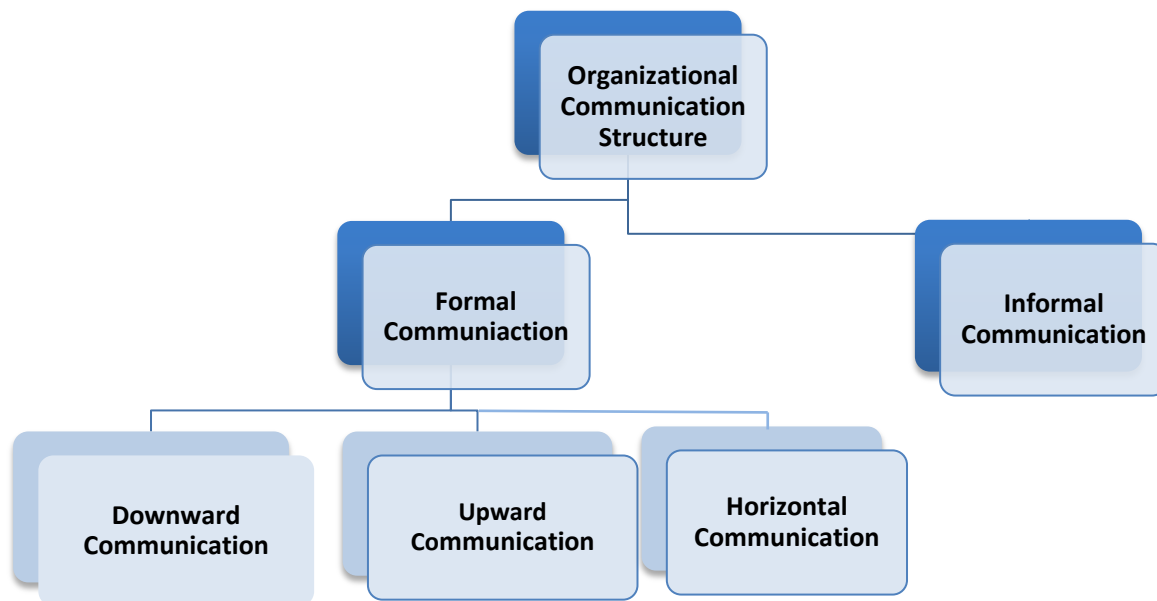 Organizational
Communication
Structure
Formal
Communiaction
Informal
Communication
Downward
Communication
Upward
Communication
Horizontal
Communication